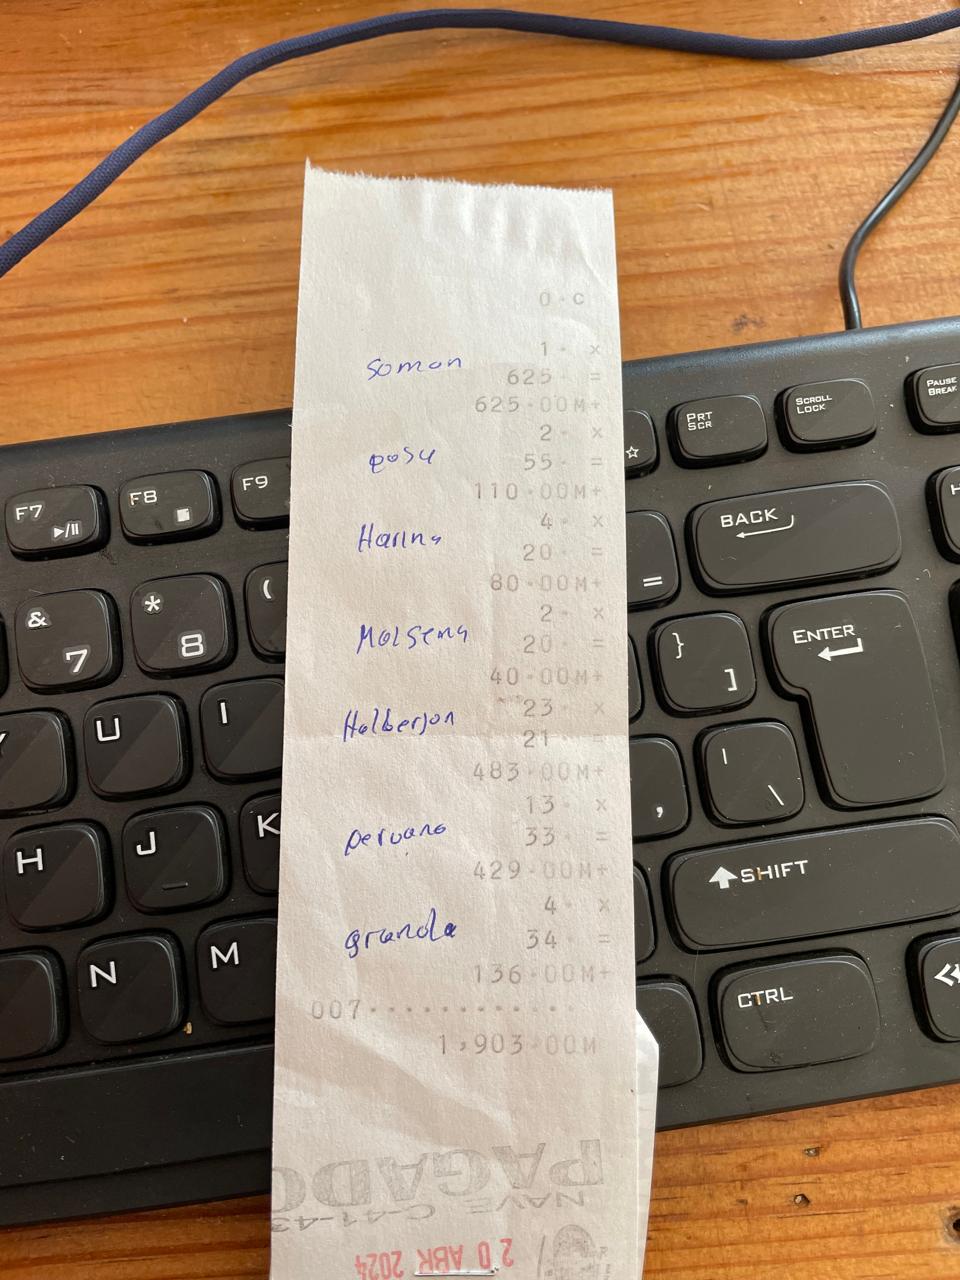 0·C
1· x
Somon
625· =
625·00M+
2· x
55· =
110·00M+
4· x
Harina
20· =
80·00M+
2· x
Molsena
20 =
40·00M+
23· x
Holberjon
21 =
483·00M+
13· x
peruano
33· =
429·00M+
4· x
granola
34· =
136·00M+
007············
1,903·00M
PAGADO
NAVE C-41-43
20 ABR 2024
F7
F8
F9
PRT SCR
SCROLL LOCK
PAUSE BREAK
& 7
* 8
(
=
BACK
U
I
}
]
ENTER
H
J
K
,
\
SHIFT
N
M
CTRL